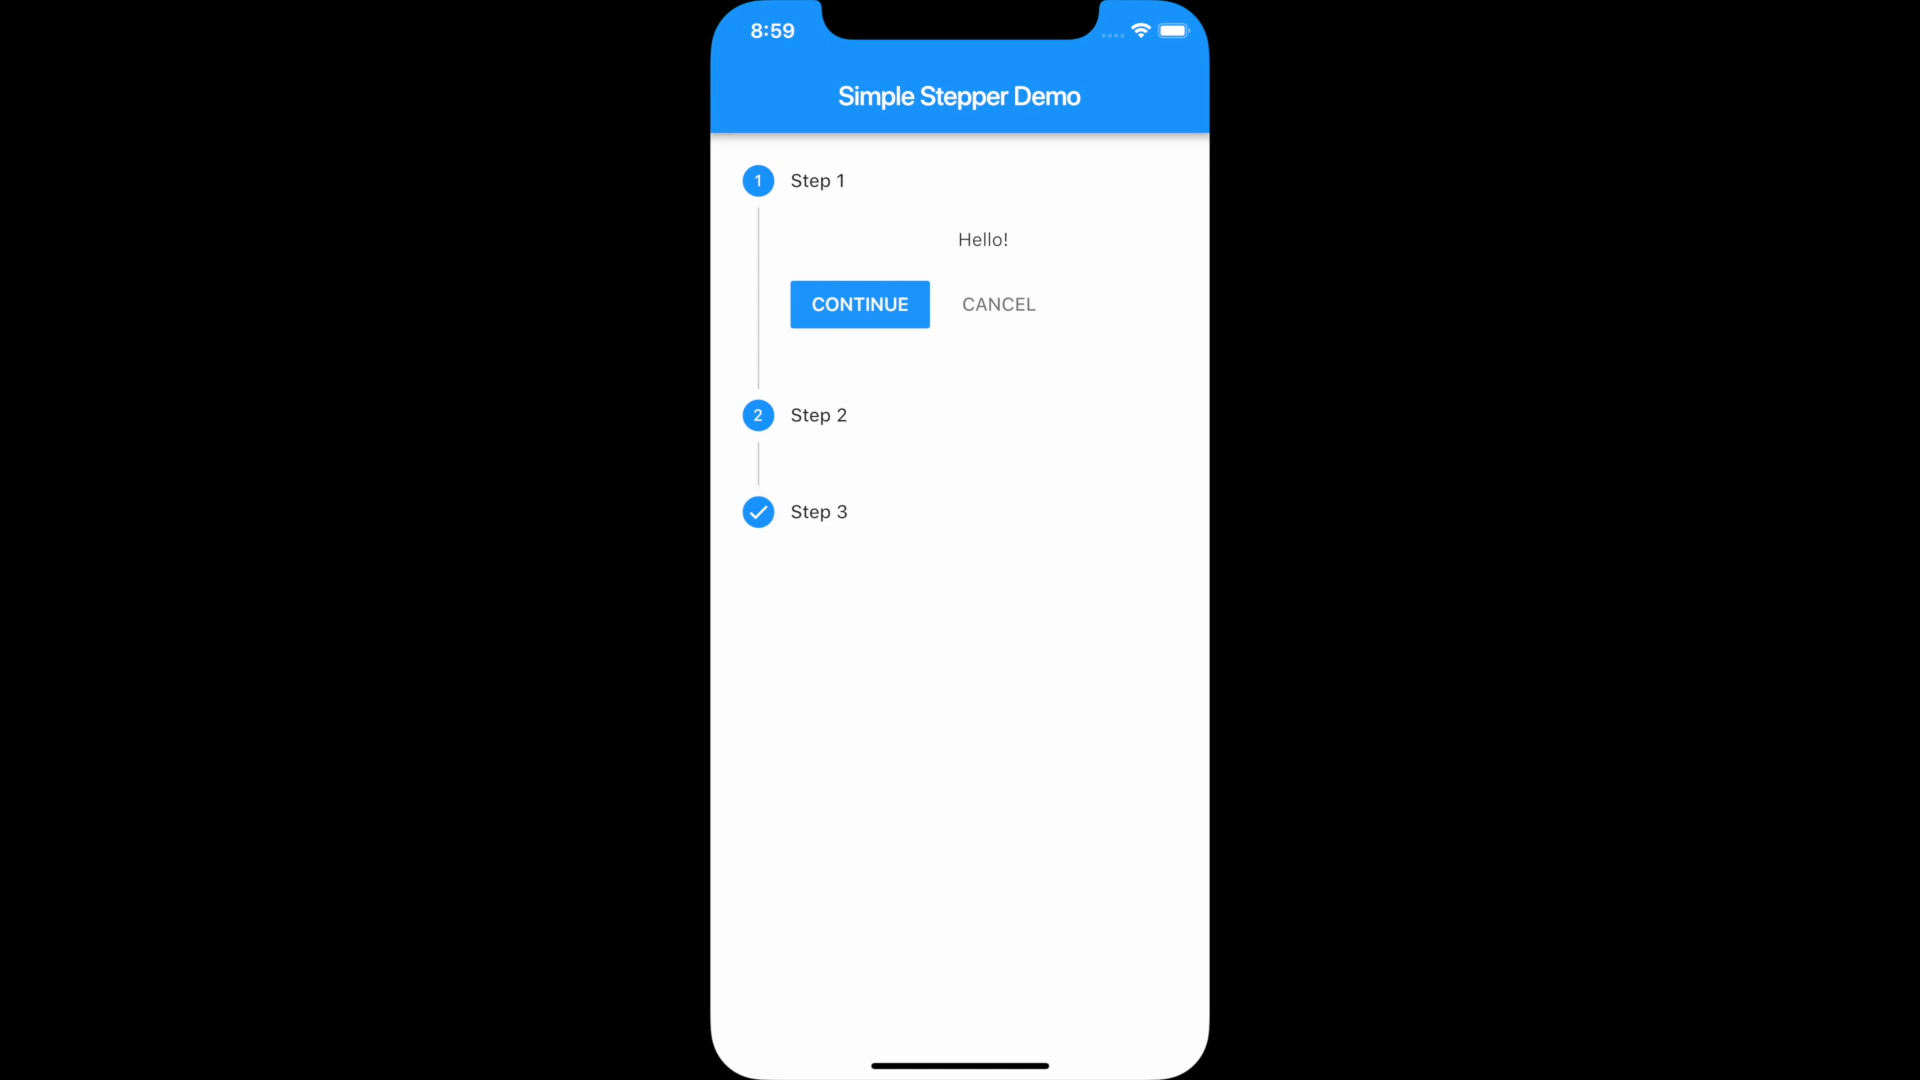 8:59
Simple Stepper Demo
1 Step 1
Hello!
CONTINUE CANCEL
2 Step 2
Step 3